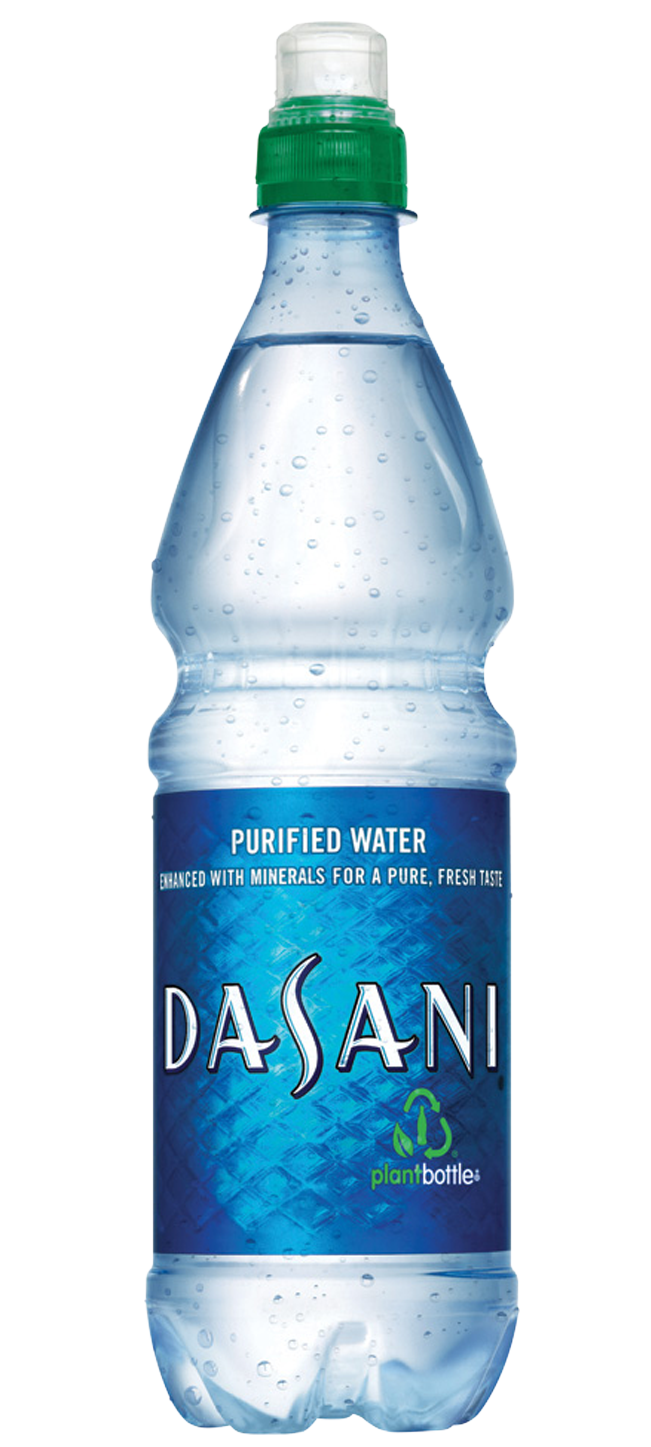 PURIFIED WATER
ENHANCED WITH MINERALS FOR A PURE, FRESH TASTE
DASANI
plantbottle